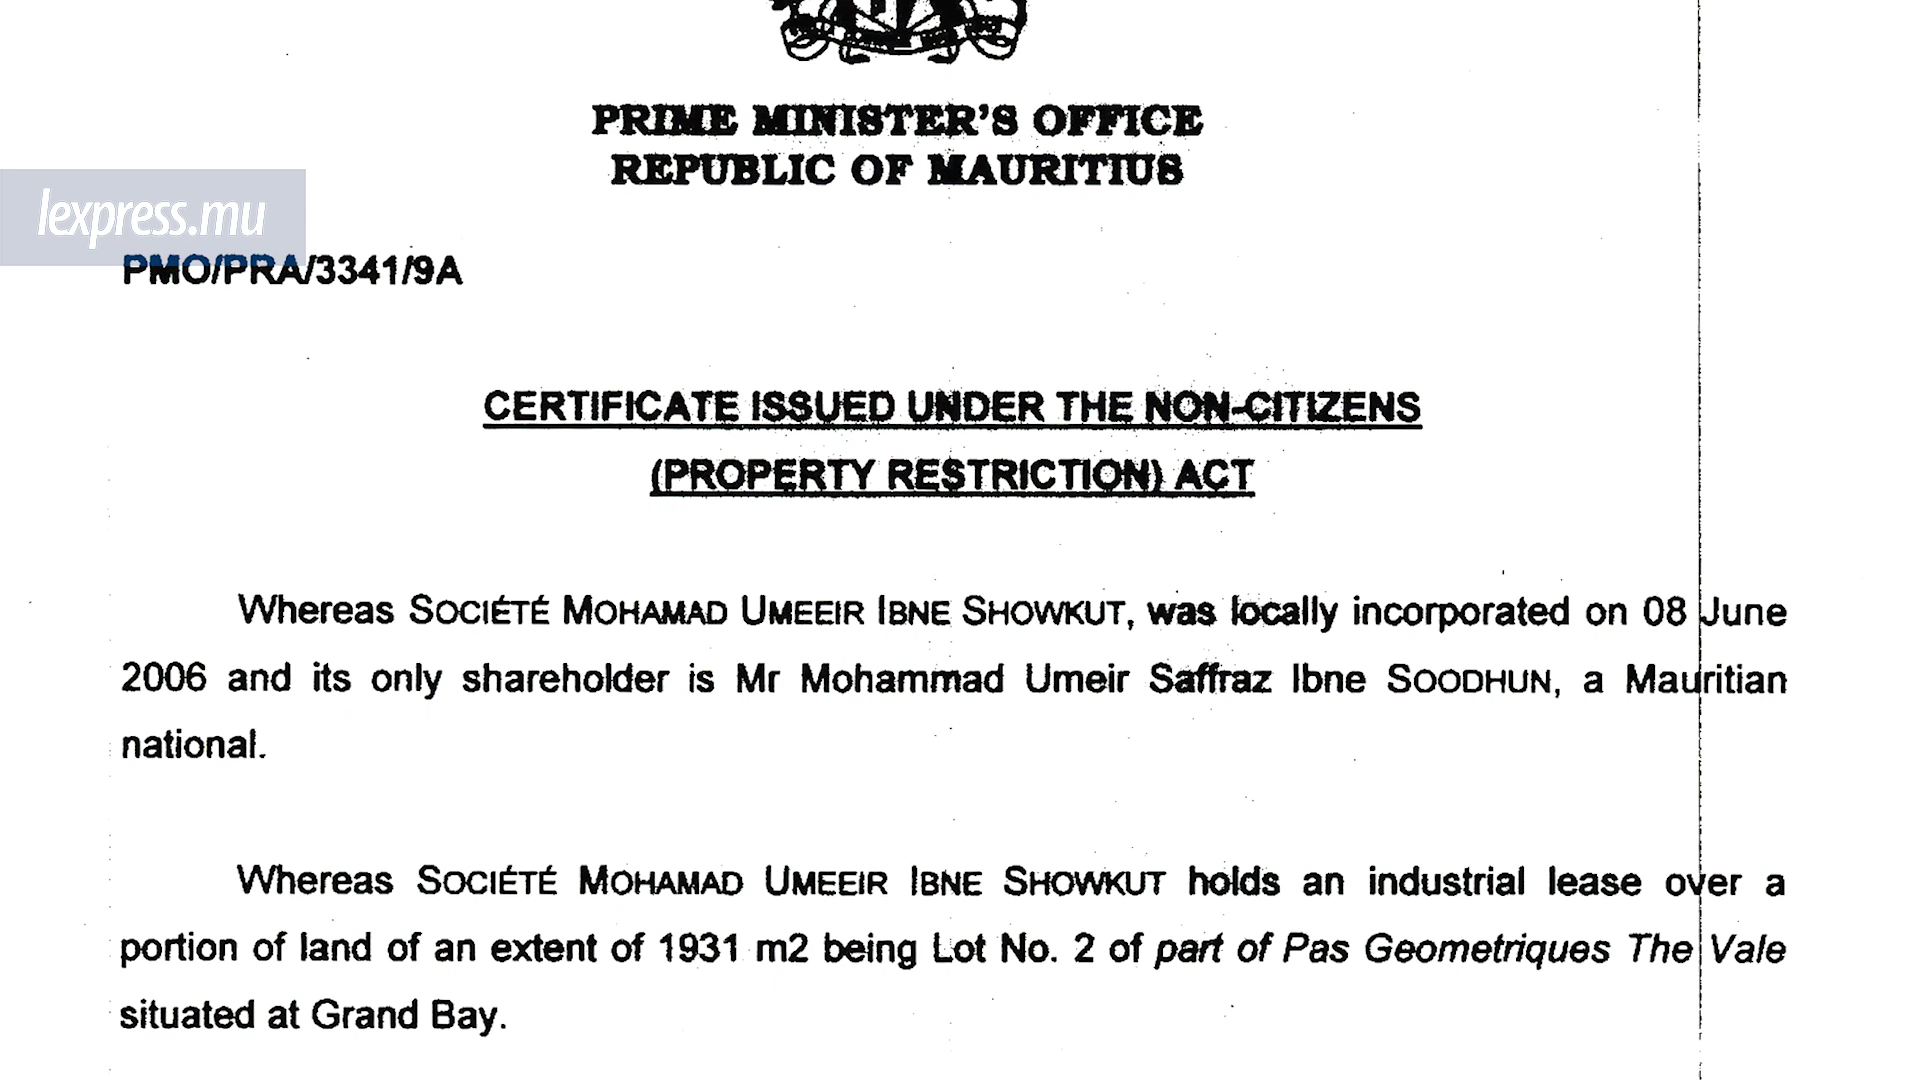 PRIME MINISTER'S OFFICE
REPUBLIC OF MAURITIUS
lexpress.mu
PMO/PRA/3341/9A
CERTIFICATE ISSUED UNDER THE NON-CITIZENS
(PROPERTY RESTRICTION) ACT
Whereas SOCIÉTÉ MOHAMAD UMEEIR IBNE SHOWKUT, was locally incorporated on 08 June
2006 and its only shareholder is Mr Mohammad Umeir Saffraz Ibne SOODHUN, a Mauritian
national.
Whereas SOCIÉTÉ MOHAMAD UMEEIR IBNE SHOWKUT holds an industrial lease over a
portion of land of an extent of 1931 m2 being Lot No. 2 of part of Pas Geometriques The Vale
situated at Grand Bay.